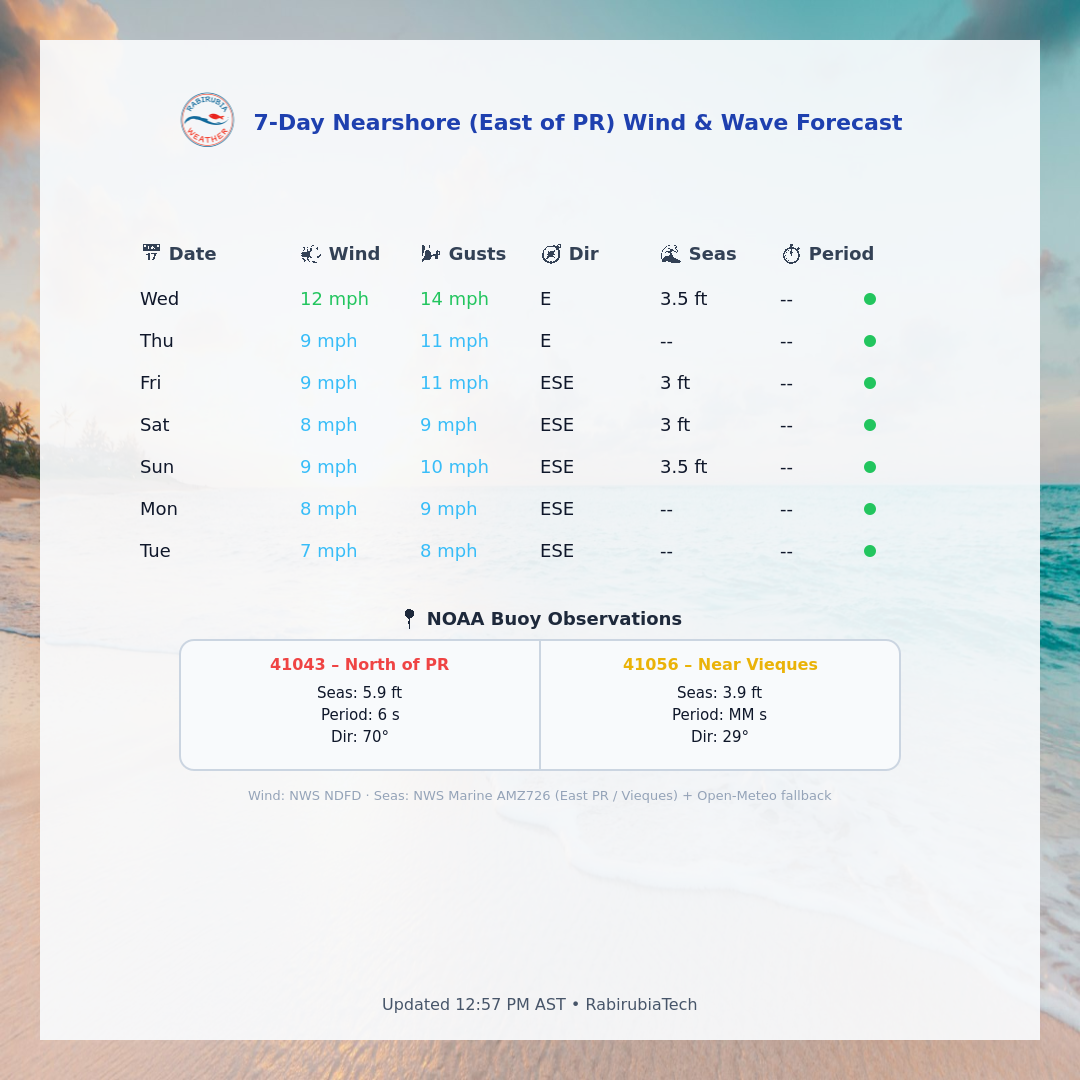 RABIRUBIA
WEATHER
7-Day Nearshore (East of PR) Wind & Wave Forecast
17 Date Wind Gusts Dir Seas Period
Wed 12 mph 14 mph E 3.5 ft --
Thu 9 mph 11 mph E -- --
Fri 9 mph 11 mph ESE 3 ft --
Sat 8 mph 9 mph ESE 3 ft --
Sun 9 mph 10 mph ESE 3.5 ft --
Mon 8 mph 9 mph ESE -- --
Tue 7 mph 8 mph ESE -- --
NOAA Buoy Observations
41043 – North of PR
Seas: 5.9 ft
Period: 6 s
Dir: 70°
41056 – Near Vieques
Seas: 3.9 ft
Period: MM s
Dir: 29°
Wind: NWS NDFD · Seas: NWS Marine AMZ726 (East PR / Vieques) + Open-Meteo fallback
Updated 12:57 PM AST • RabirubiaTech